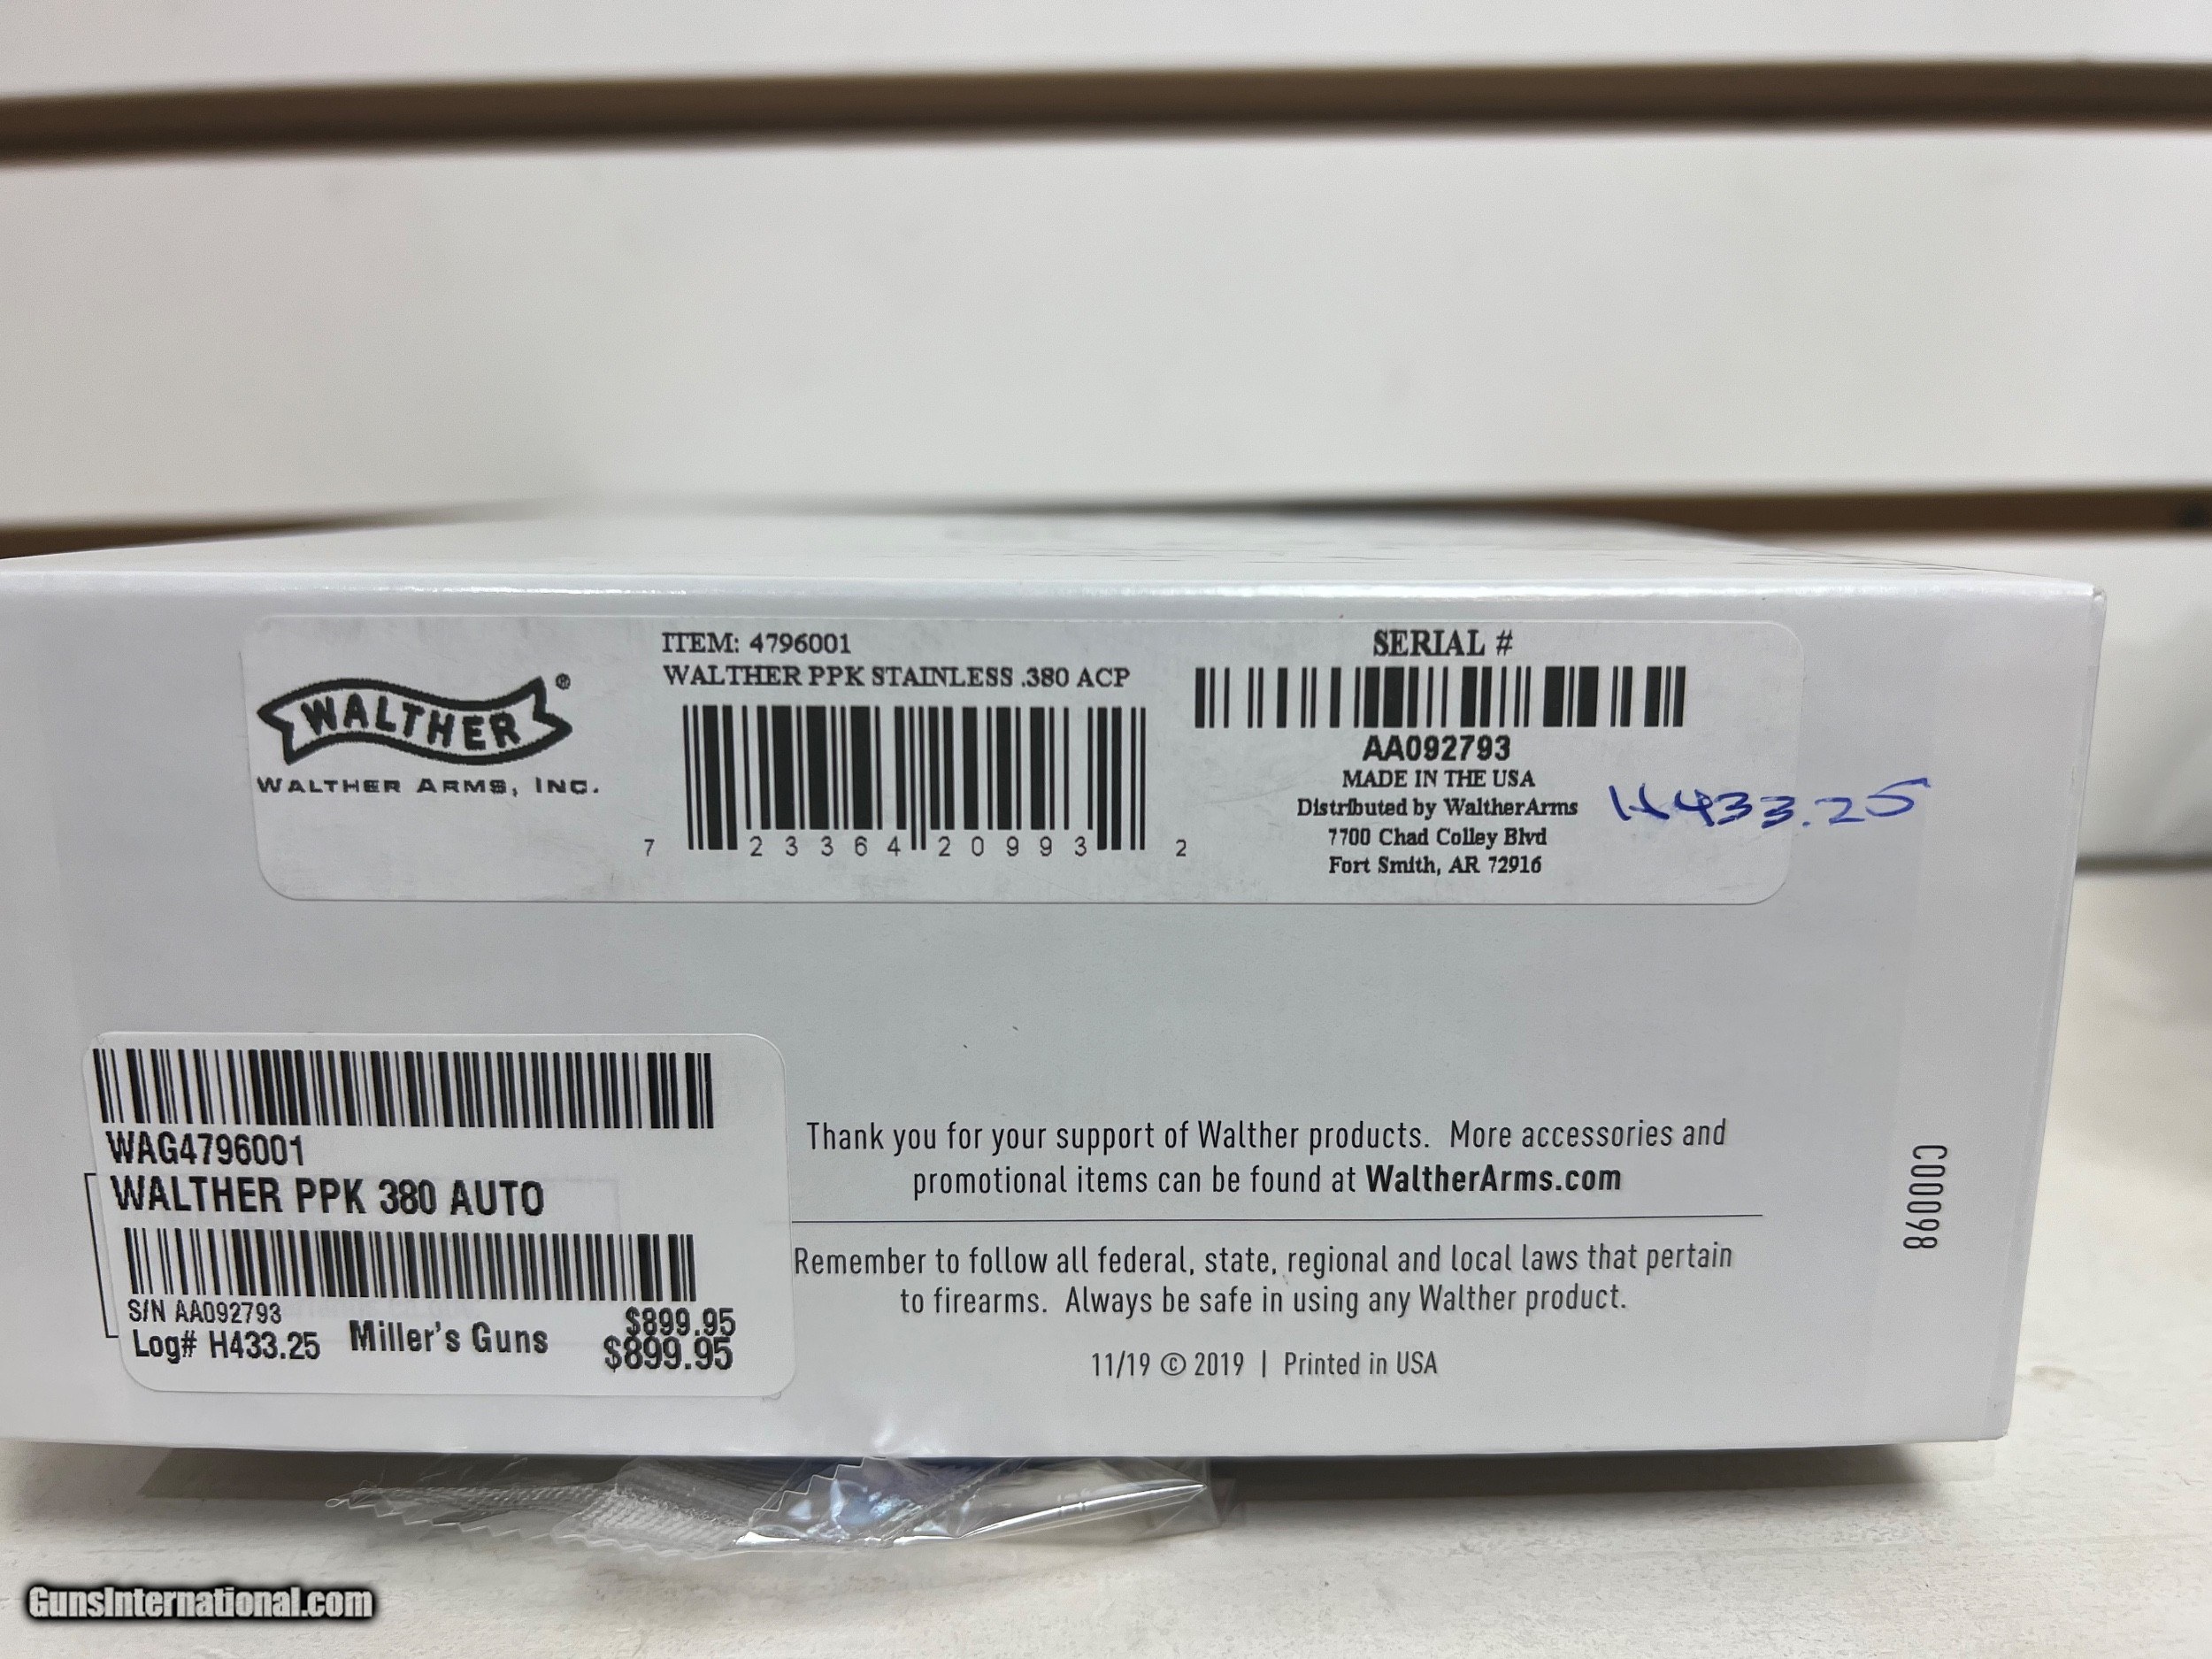 WALTHER®
WALTHER ARMS, INC.
ITEM: 4796001
WALTHER PPK STAINLESS .380 ACP
7 23364 20993 2
SERIAL #
AA092793
MADE IN THE USA
Distributed by WaltherArms
7700 Chad Colley Blvd
Fort Smith, AR 72916
H433.25
WAG4796001
WALTHER PPK 380 AUTO
S/N AA092793
$899.95
Log# H433.25 Miller's Guns $899.95
Thank you for your support of Walther products. More accessories and
promotional items can be found at WaltherArms.com
Remember to follow all federal, state, regional and local laws that pertain
to firearms. Always be safe in using any Walther product.
11/19 © 2019 | Printed in USA
C00098
GunsInternational.com